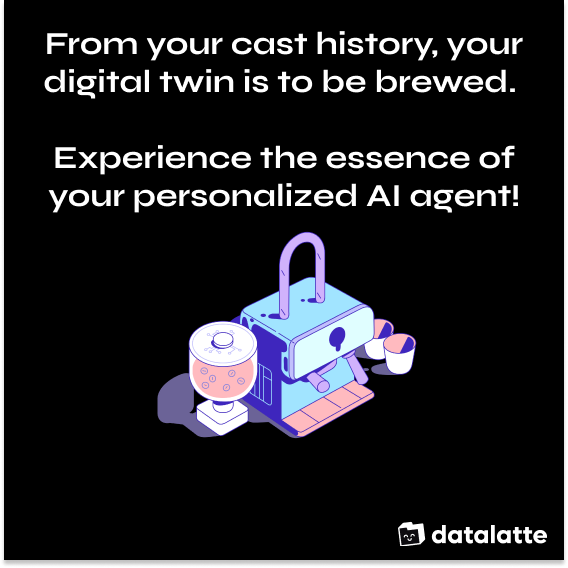 From your cast history, your
digital twin is to be brewed.
Experience the essence of
your personalized AI agent!
datalatte